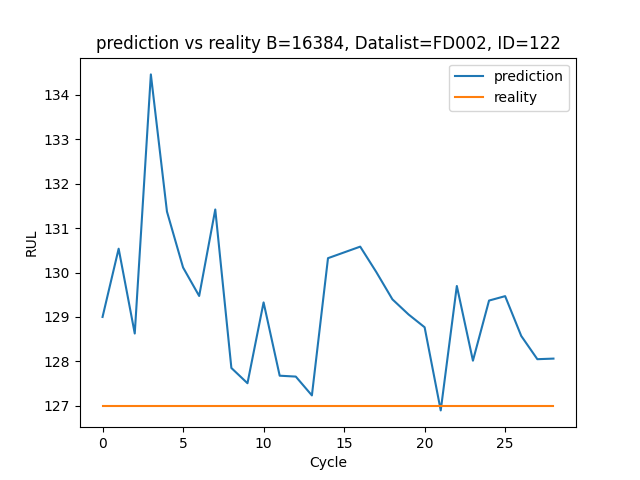 prediction vs reality B=16384, Datalist=FD002, ID=122
prediction
reality
RUL
134
133
132
131
130
129
128
127
0 5 10 15 20 25
Cycle